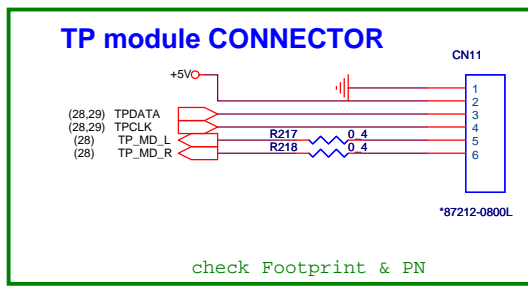 TP module CONNECTOR
CN11
+5V
1
2
(28,29) TPDATA 3
(28,29) TPCLK 4
(28) TP_MD_L R217 0_4 5
(28) TP_MD_R R218 0_4 6
*87212-0800L
check Footprint & PN